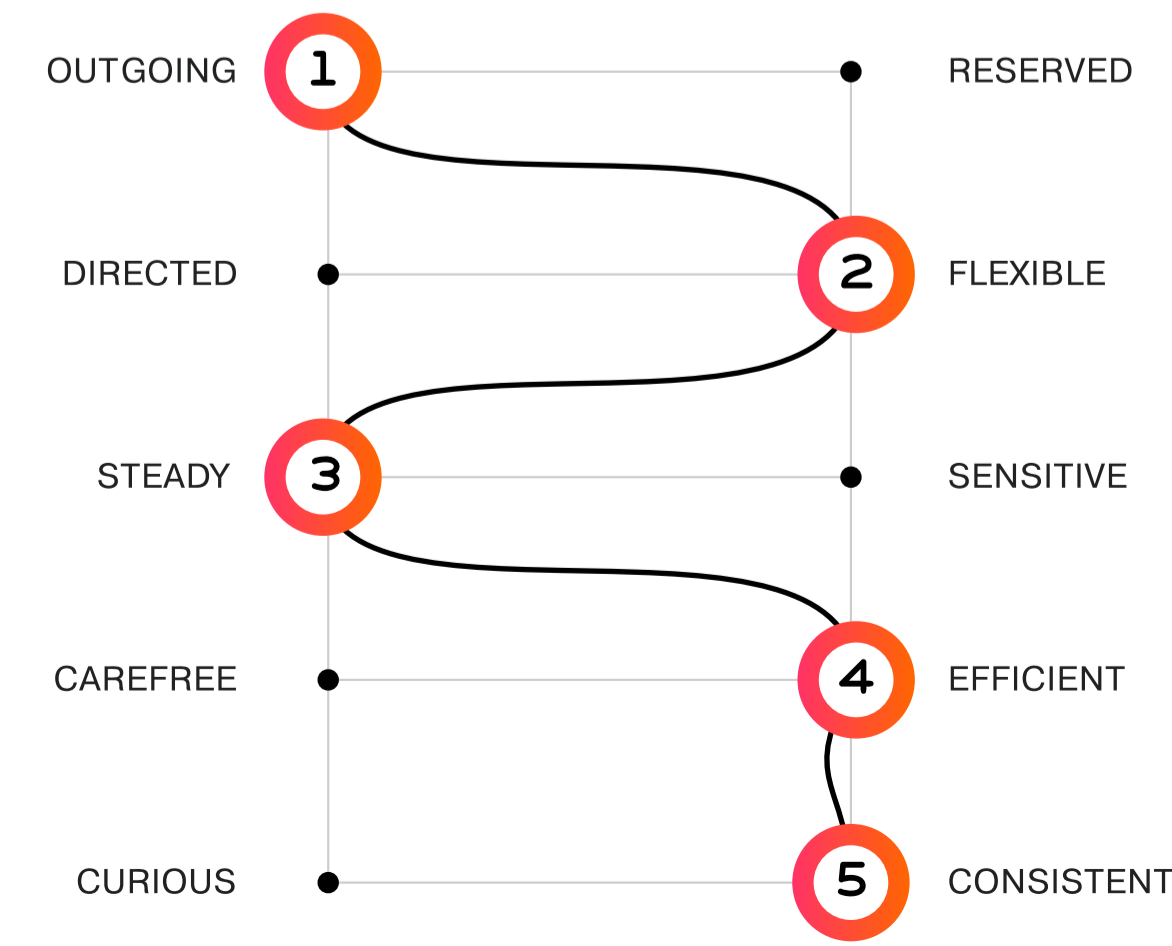 OUTGOING 1 RESERVED
DIRECTED 2 FLEXIBLE
STEADY 3 SENSITIVE
CAREFREE 4 EFFICIENT
CURIOUS 5 CONSISTENT